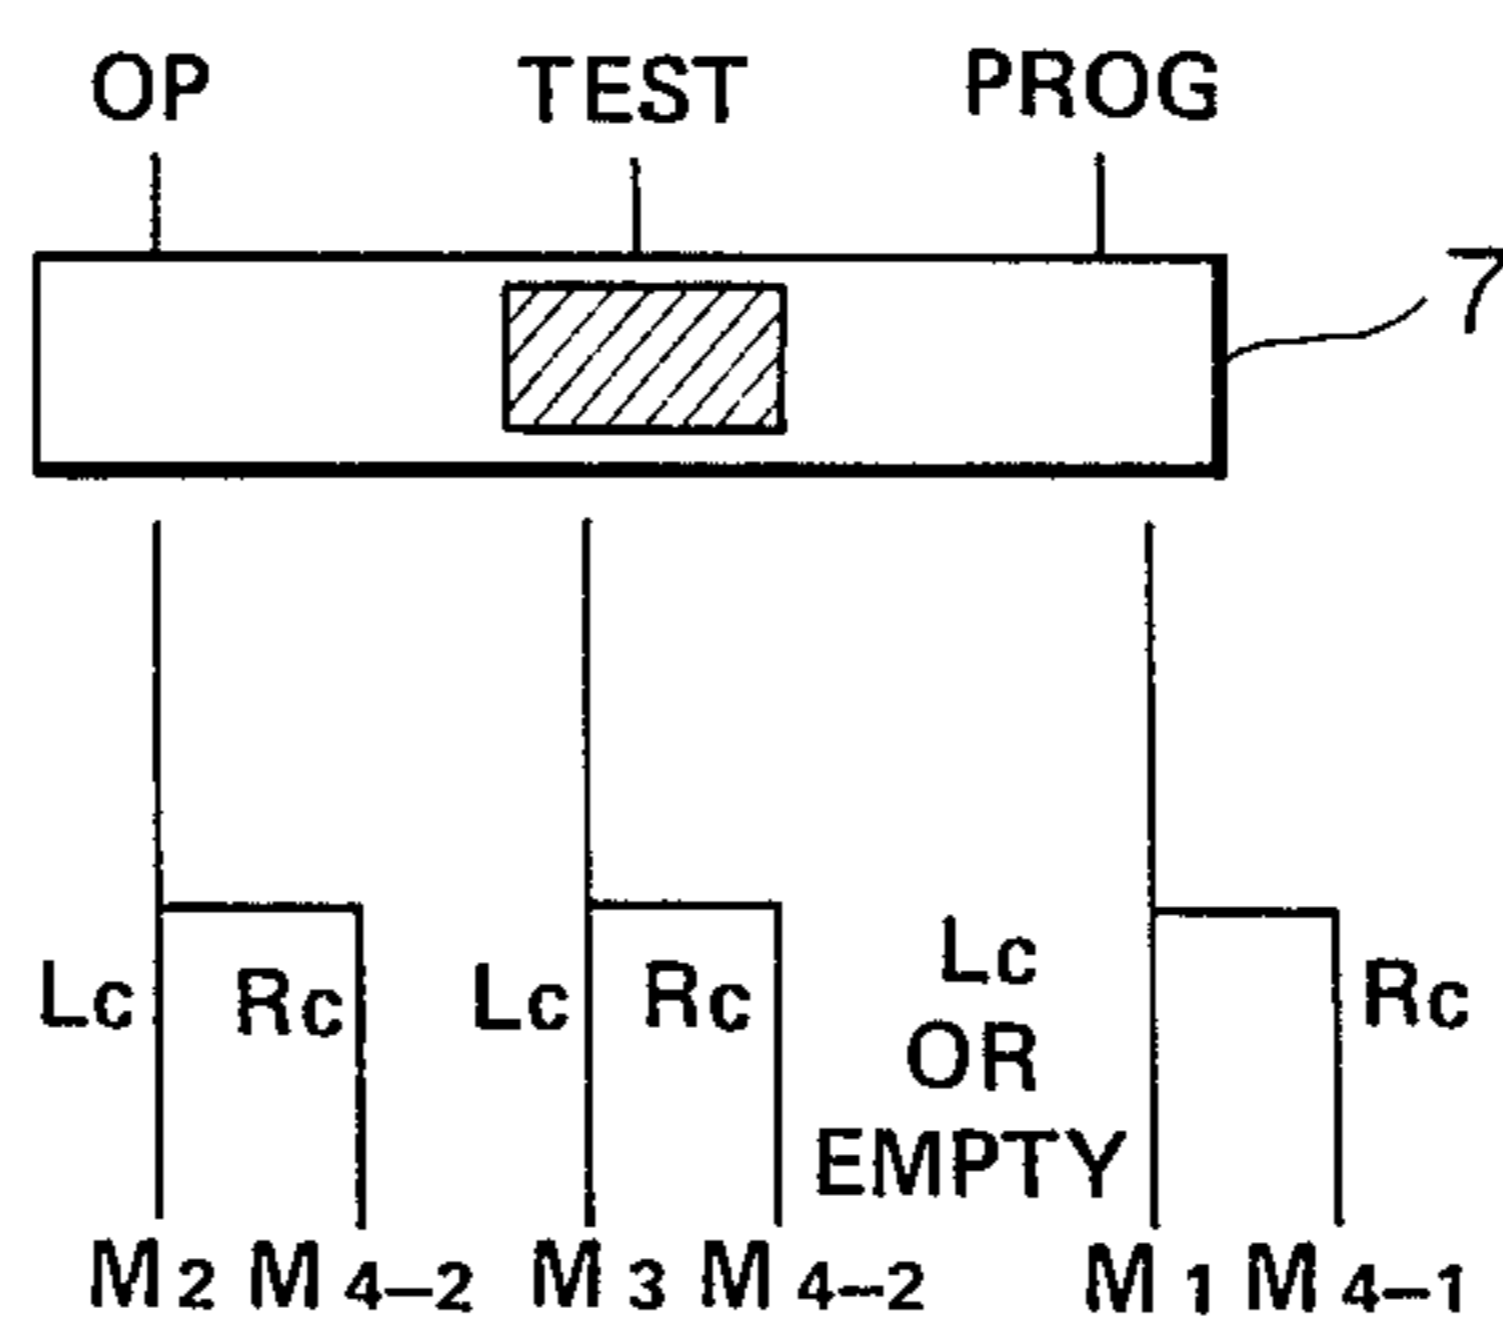 OP TEST PROG
7
Lc Rc Lc Rc Lc Rc
OR
EMPTY
M2 M4-2 M3 M4--2 M1 M4-1